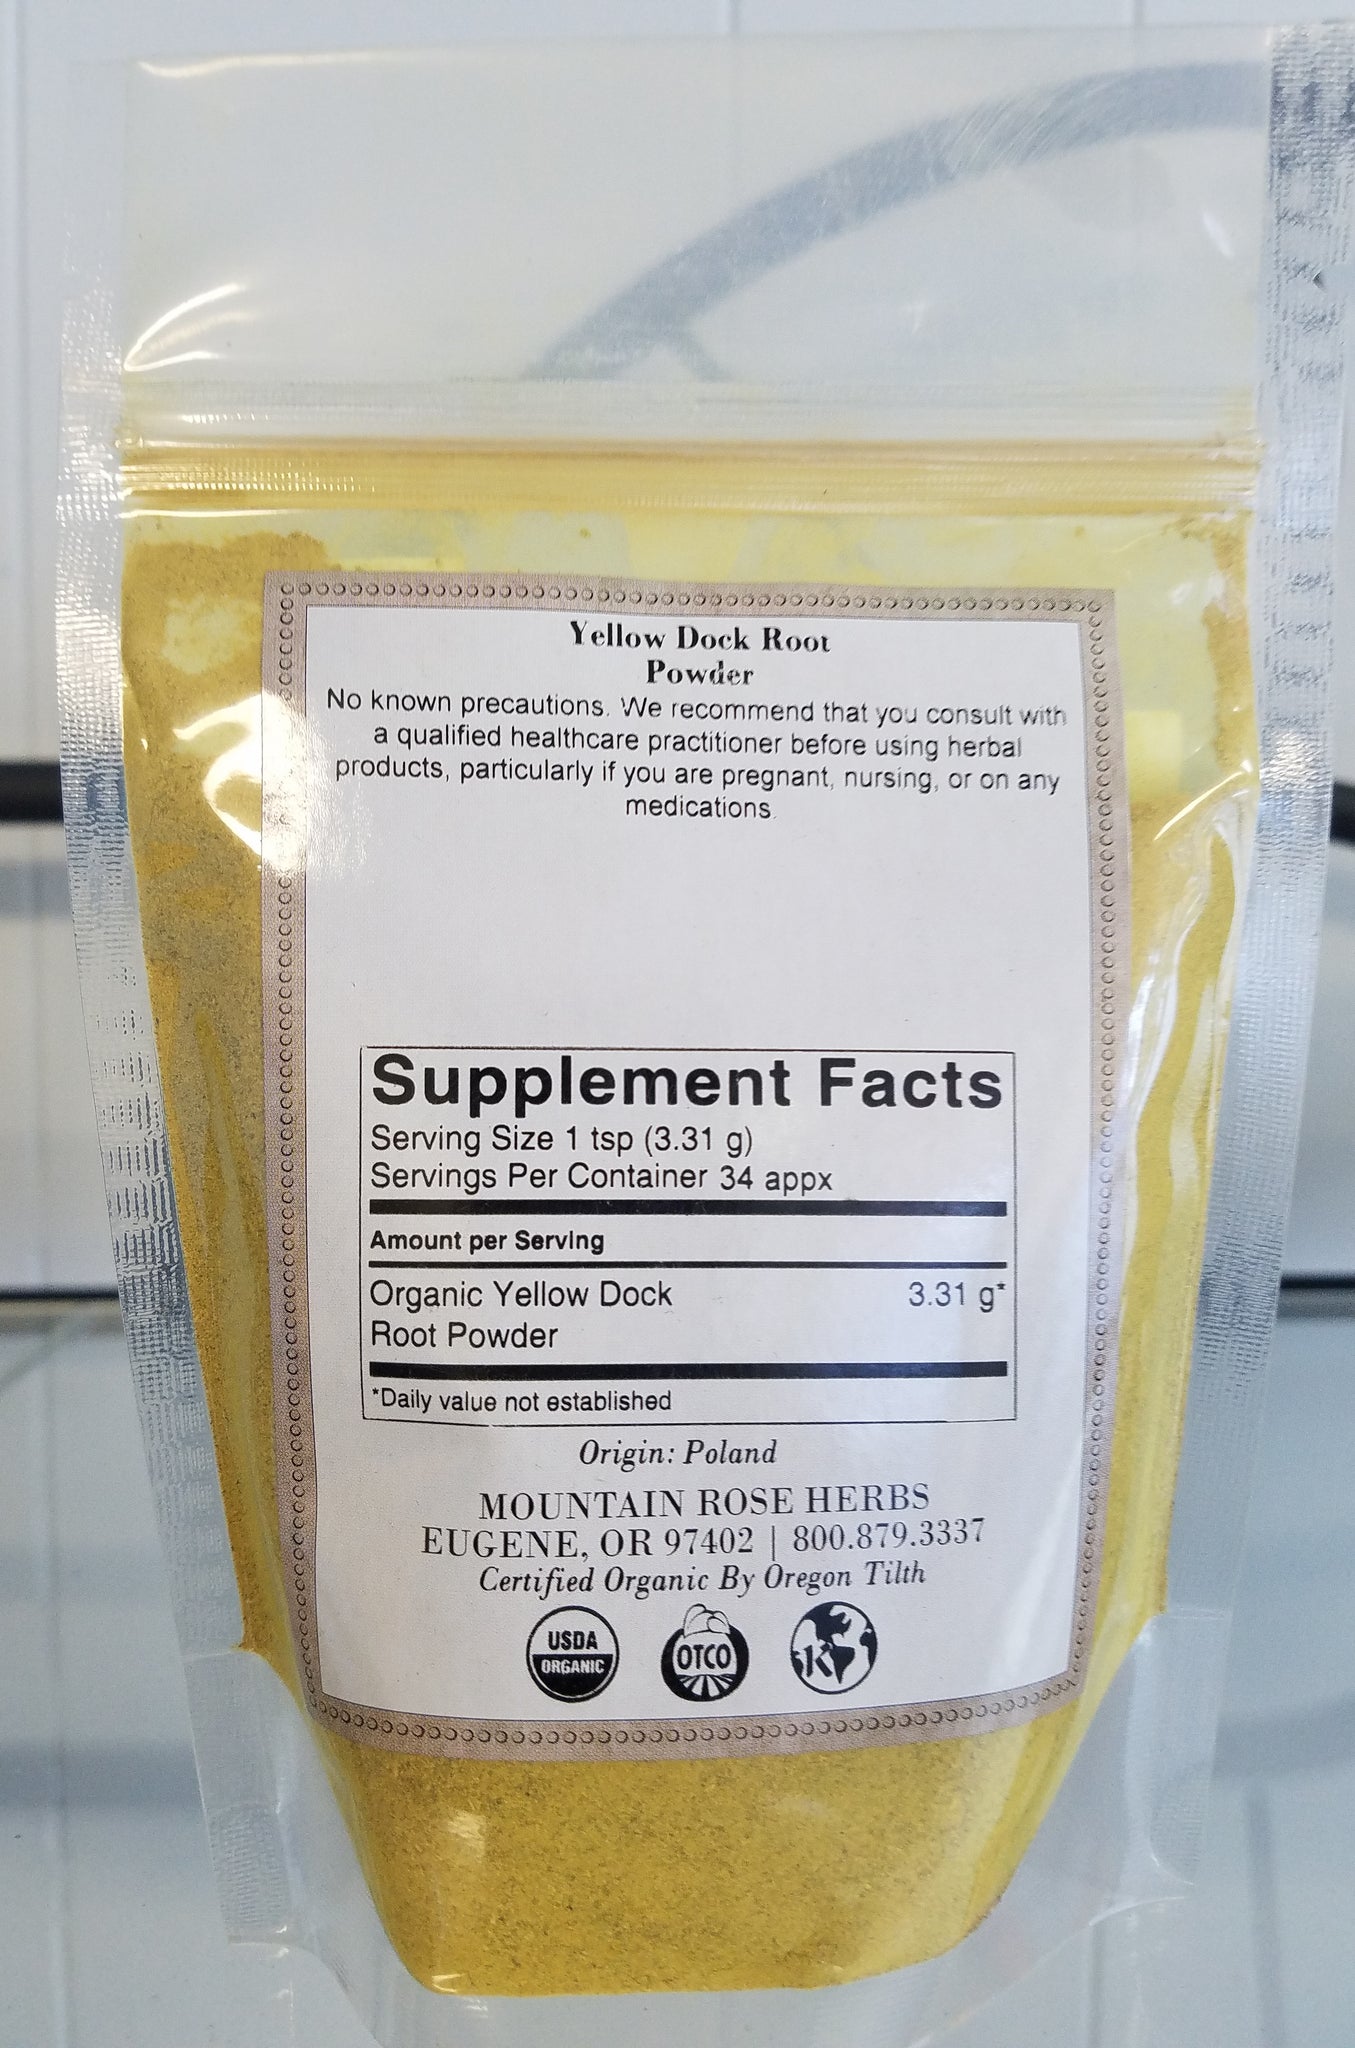 Yellow Dock Root
Powder
No known precautions. We recommend that you consult with
a qualified healthcare practitioner before using herbal
products, particularly if you are pregnant, nursing, or on any
medications.
Supplement Facts
Serving Size 1 tsp (3.31 g)
Servings Per Container 34 appx
Amount per Serving
Organic Yellow Dock 3.31 g*
Root Powder
*Daily value not established
Origin: Poland
MOUNTAIN ROSE HERBS
EUGENE, OR 97402 | 800.879.3337
Certified Organic By Oregon Tilth
USDA
ORGANIC
OTCO
K